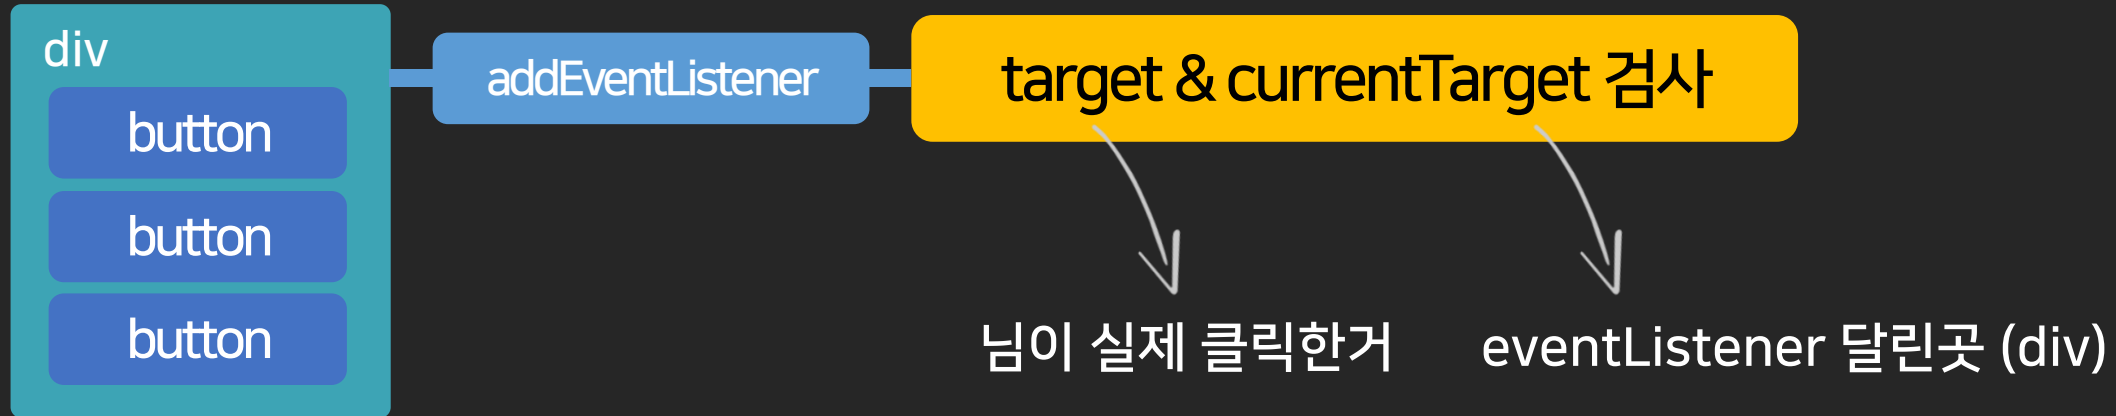 div
button
button
button
addEventListener
target & currentTarget 검사
님이 실제 클릭한거
eventListener 달린곳 (div)